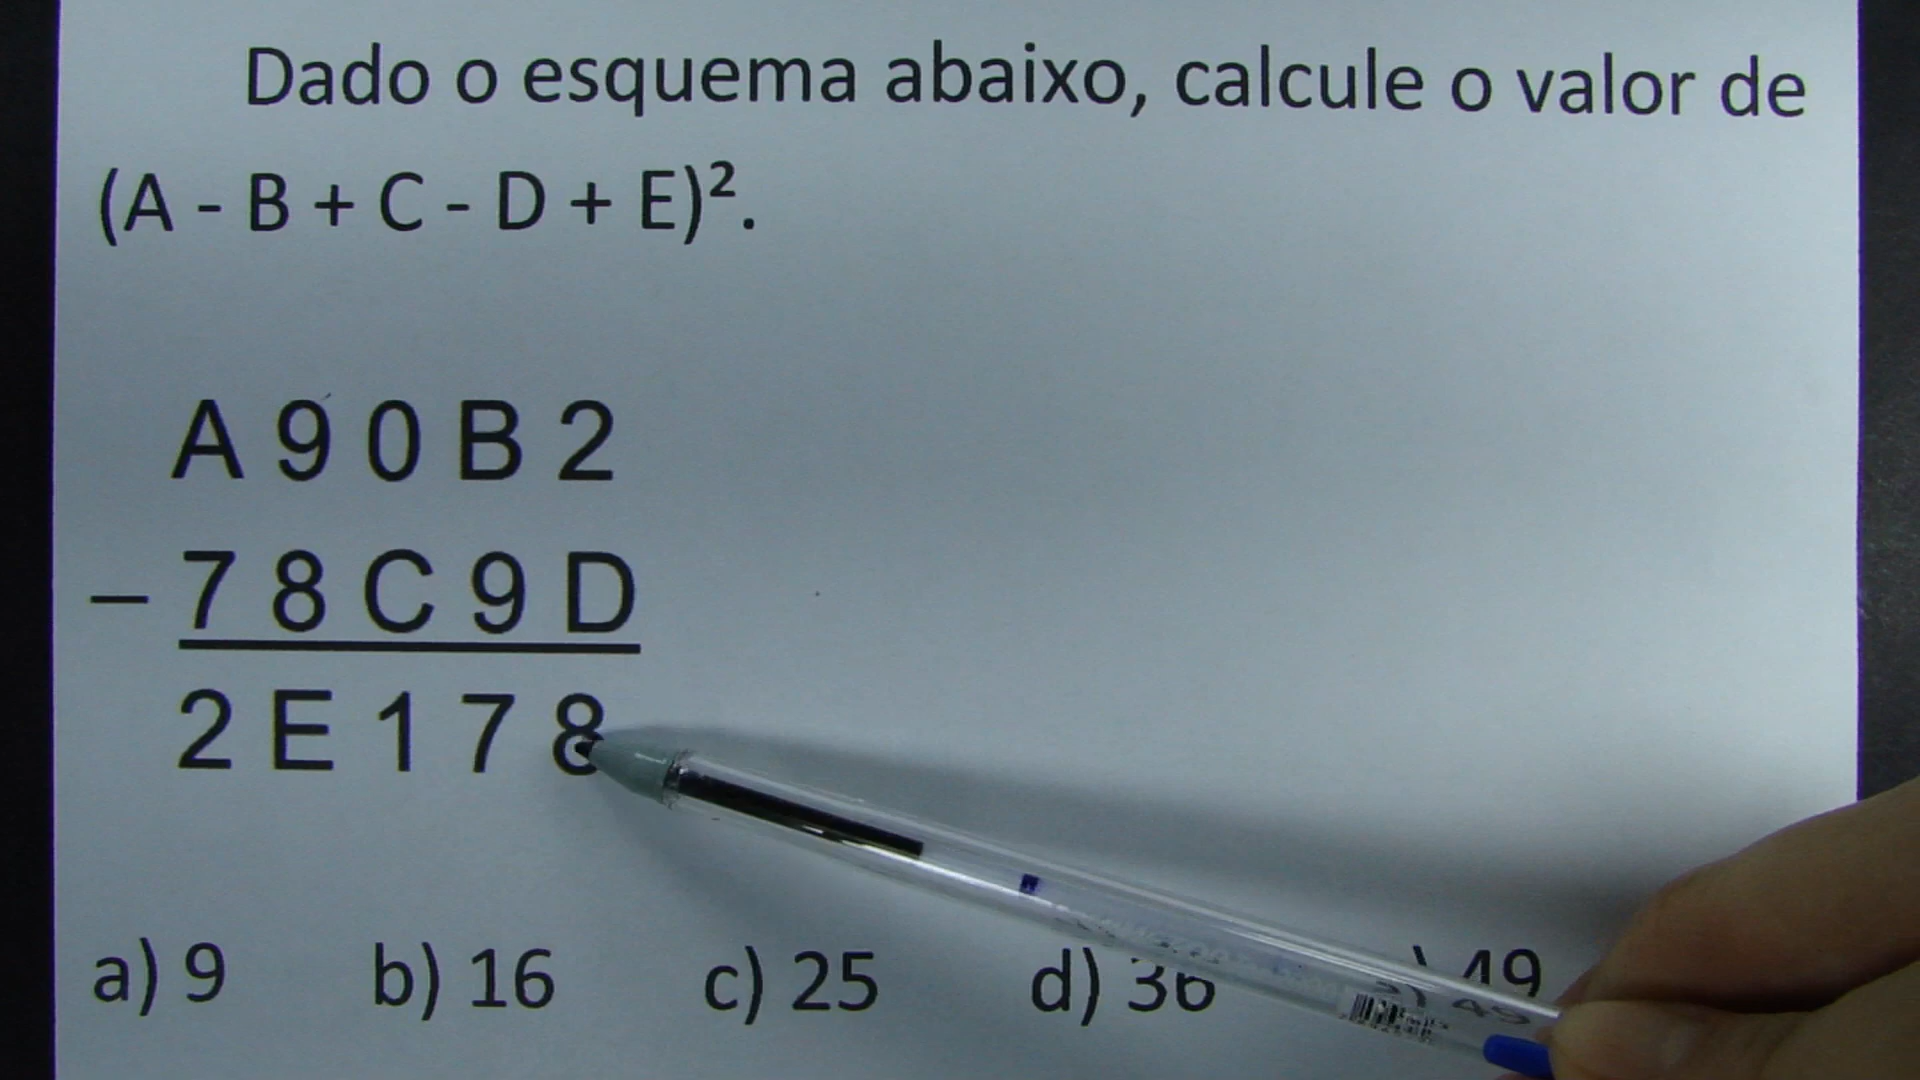 Dado o esquema abaixo, calcule o valor de
(A - B + C - D + E)².
A 9 0 B 2
– 7 8 C 9 D
2 E 1 7 8
a) 9 b) 16 c) 25 d) 36 49